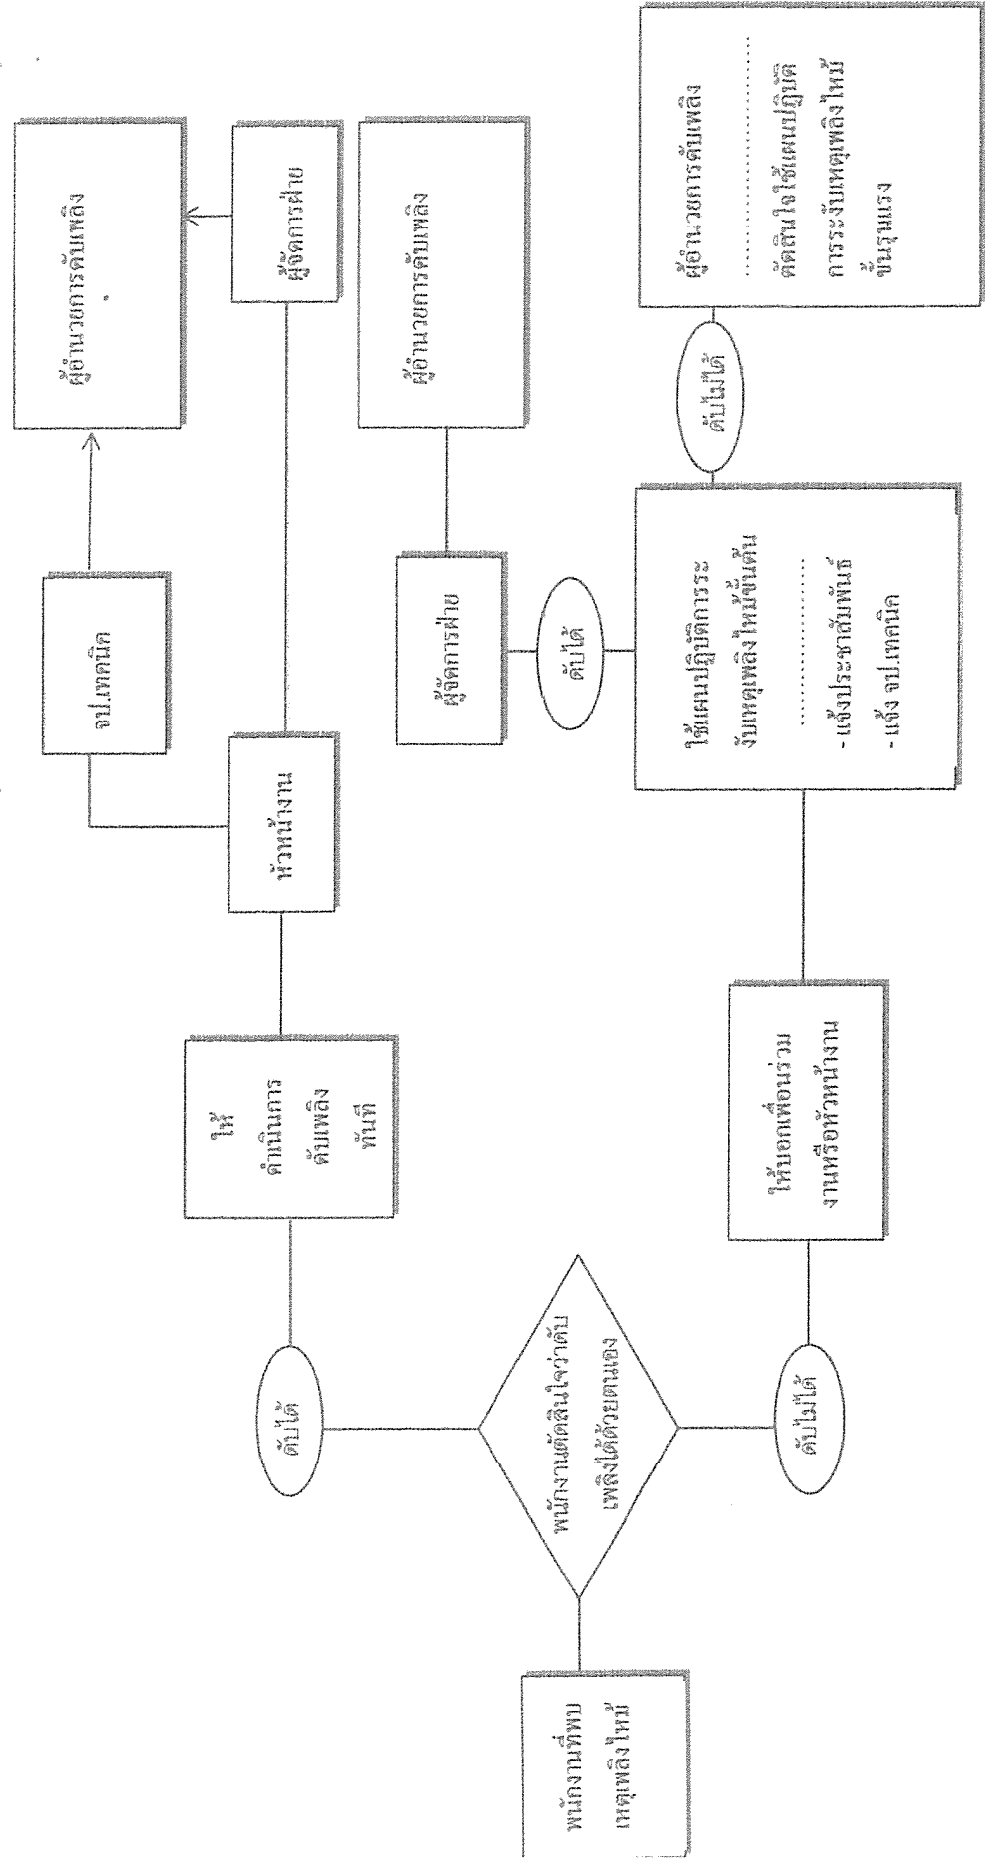 พนักงานที่พบ
เหตุเพลิงไหม้
พนักงานตัดสินใจว่าดับ
เพลิงได้ด้วยตนเอง
ดับได้
ให้
ดำเนินการ
ดับเพลิง
ทันที
หัวหน้างาน
จป.เทคนิค
ผู้จัดการฝ่าย
ผู้อำนวยการดับเพลิง
ดับไม่ได้
ให้บอกเพื่อนร่วม
งานหรือหัวหน้างาน
ใช้แผนปฏิบัติการระ
งับเหตุเพลิงไหม้ขั้นต้น
........................
- แจ้งประชาสัมพันธ์
- แจ้ง จป.เทคนิค
ดับได้
ผู้จัดการฝ่าย
ผู้อำนวยการดับเพลิง
ดับไม่ได้
ผู้อำนวยการดับเพลิง
..................................
ตัดสินใจใช้แผนปฏิบัติ
การระงับเหตุเพลิงไหม้
ขั้นรุนแรง